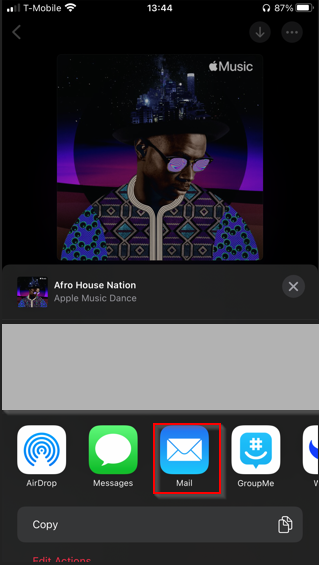 T-Mobile 13:44 87%
Music
Afro House Nation
Apple Music Dance
AirDrop Messages Mail GroupMe
Copy
Edit Actions